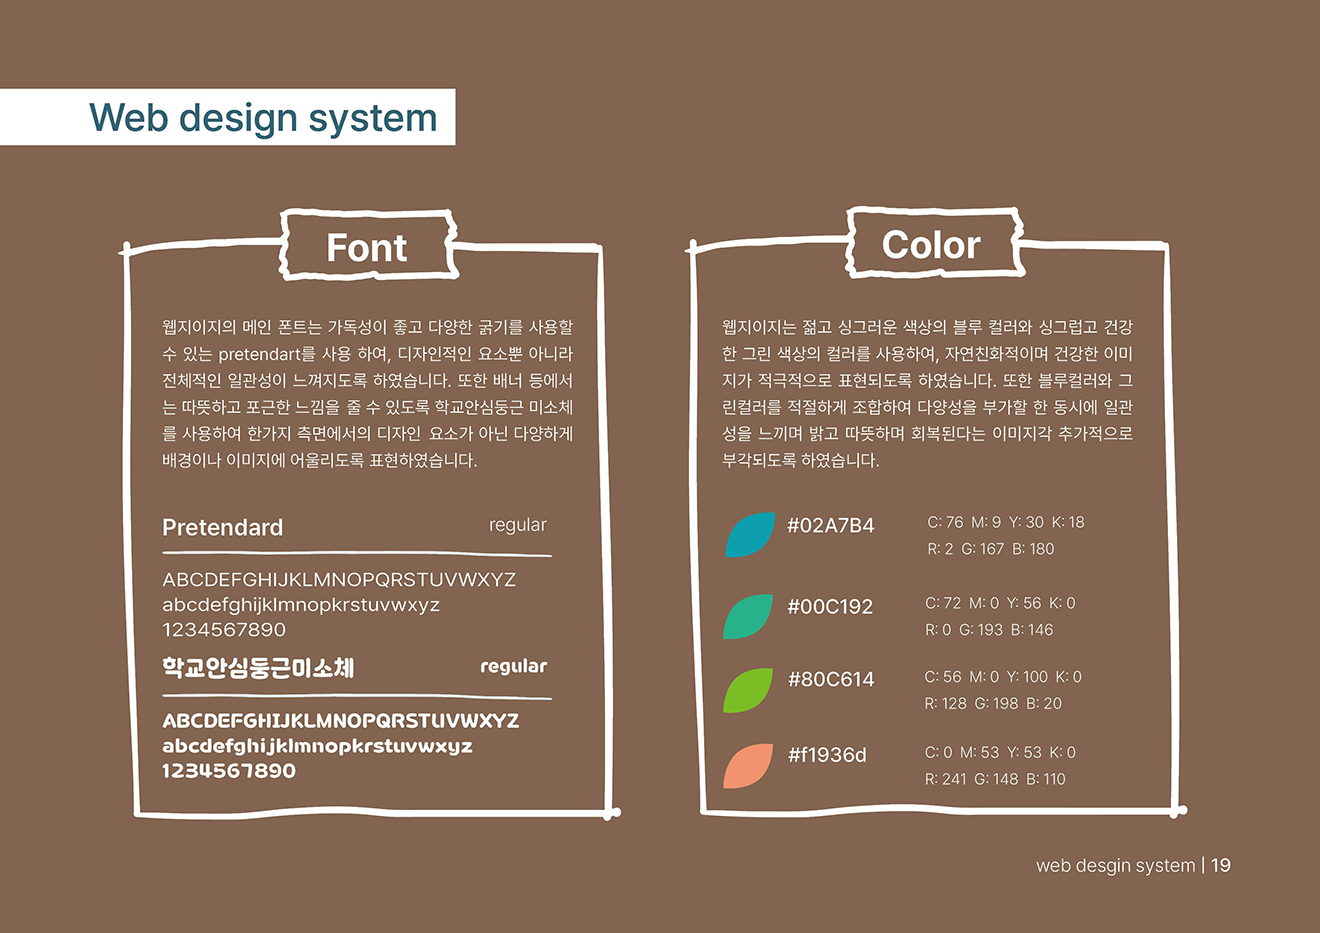 Web design system
Font
웹지이지의 메인 폰트는 가독성이 좋고 다양한 굵기를 사용할
수 있는 pretendart를 사용 하여, 디자인적인 요소뿐 아니라
전체적인 일관성이 느껴지도록 하였습니다. 또한 배너 등에서
는 따뜻하고 포근한 느낌을 줄 수 있도록 학교안심둥근 미소체
를 사용하여 한가지 측면에서의 디자인 요소가 아닌 다양하게
배경이나 이미지에 어울리도록 표현하였습니다.
Pretendard regular
ABCDEFGHIJKLMNOPQRSTUVWXYZ
abcdefghijklmnopkrstuvwxyz
1234567890
학교안심둥근미소체 regular
ABCDEFGHIJKLMNOPQRSTUVWXYZ
abcdefghijklmnopkrstuvwxyz
1234567890
Color
웹지이지는 젊고 싱그러운 색상의 블루 컬러와 싱그럽고 건강
한 그린 색상의 컬러를 사용하여, 자연친화적이며 건강한 이미
지가 적극적으로 표현되도록 하였습니다. 또한 블루컬러와 그
린컬러를 적절하게 조합하여 다양성을 부가할 한 동시에 일관
성을 느끼며 밝고 따뜻하며 회복된다는 이미지각 추가적으로
부각되도록 하였습니다.
#02A7B4
C: 76 M: 9 Y: 30 K: 18
R: 2 G: 167 B: 180
#00C192
C: 72 M: 0 Y: 56 K: 0
R: 0 G: 193 B: 146
#80C614
C: 56 M: 0 Y: 100 K: 0
R: 128 G: 198 B: 20
#f1936d
C: 0 M: 53 Y: 53 K: 0
R: 241 G: 148 B: 110
web desgin system | 19